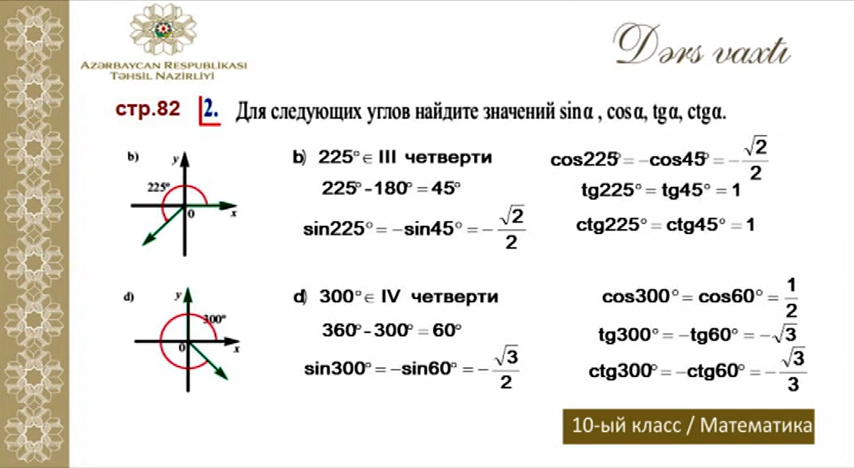 AZƏRBAYCAN RESPUBLİKASI
TƏHSİL NAZİRLİYİ
Dərs vaxtı
стр.82 2. Для следующих углов найдите значений sinα , cosα, tgα, ctgα.
b)
y
225°
0
x
b) 225°∈ III четверти
225°-180° = 45°
sin225° = -sin45° = -√2/2
cos225° = -cos45° = -√2/2
tg225° = tg45° = 1
ctg225° = ctg45° = 1
d)
y
300°
0
x
d) 300°∈ IV четверти
360°-300° = 60°
sin300° = -sin60° = -√3/2
cos300° = cos60° = 1/2
tg300° = -tg60° = -√3
ctg300° = -ctg60° = -√3/3
10-ый класс / Математика